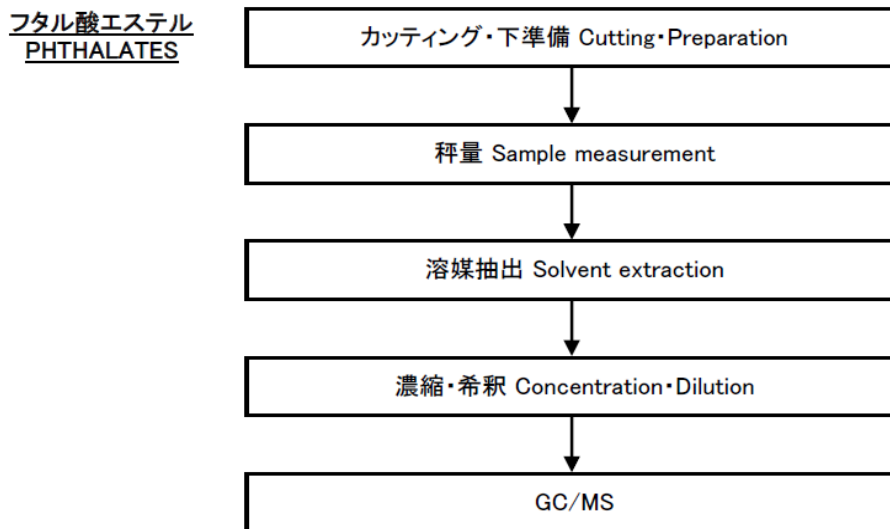 フタル酸エステル
PHTHALATES
カッティング・下準備 Cutting・Preparation
秤量 Sample measurement
溶媒抽出 Solvent extraction
濃縮・希釈 Concentration・Dilution
GC/MS